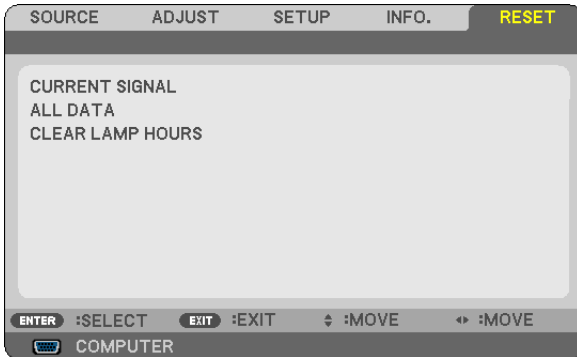 SOURCE ADJUST SETUP INFO. RESET
CURRENT SIGNAL
ALL DATA
CLEAR LAMP HOURS
ENTER :SELECT EXIT :EXIT :MOVE :MOVE
COMPUTER